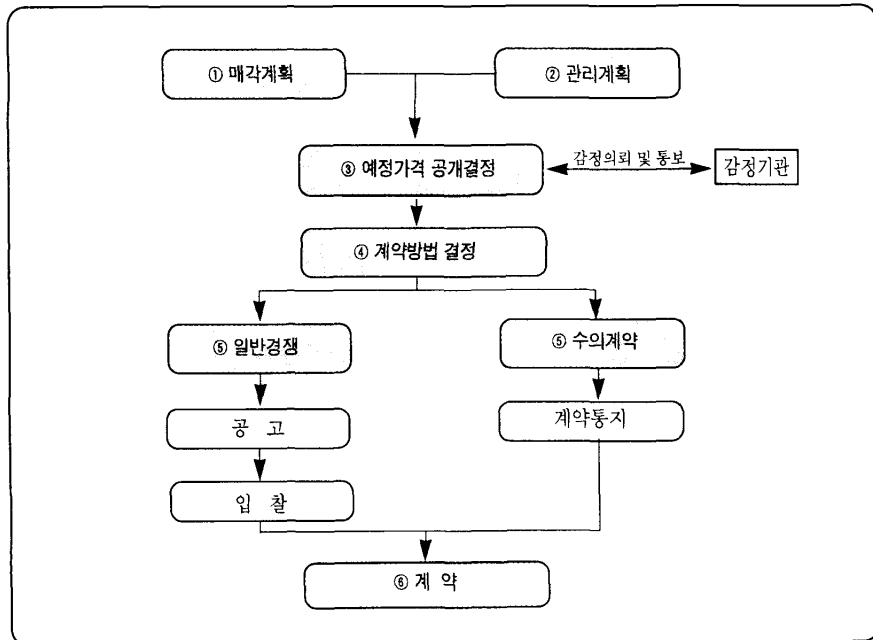 ① 매각계획
② 관리계획
③ 예정가격 공개결정
감정의뢰 및 통보
감정기관
④ 계약방법 결정
⑤ 일반경쟁
⑤ 수의계약
공 고
계약통지
입 찰
⑥ 계 약